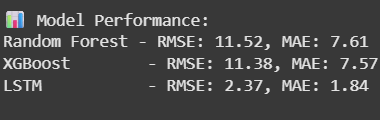 📊 Model Performance:
Random Forest - RMSE: 11.52, MAE: 7.61
XGBoost       - RMSE: 11.38, MAE: 7.57
LSTM          - RMSE: 2.37, MAE: 1.84